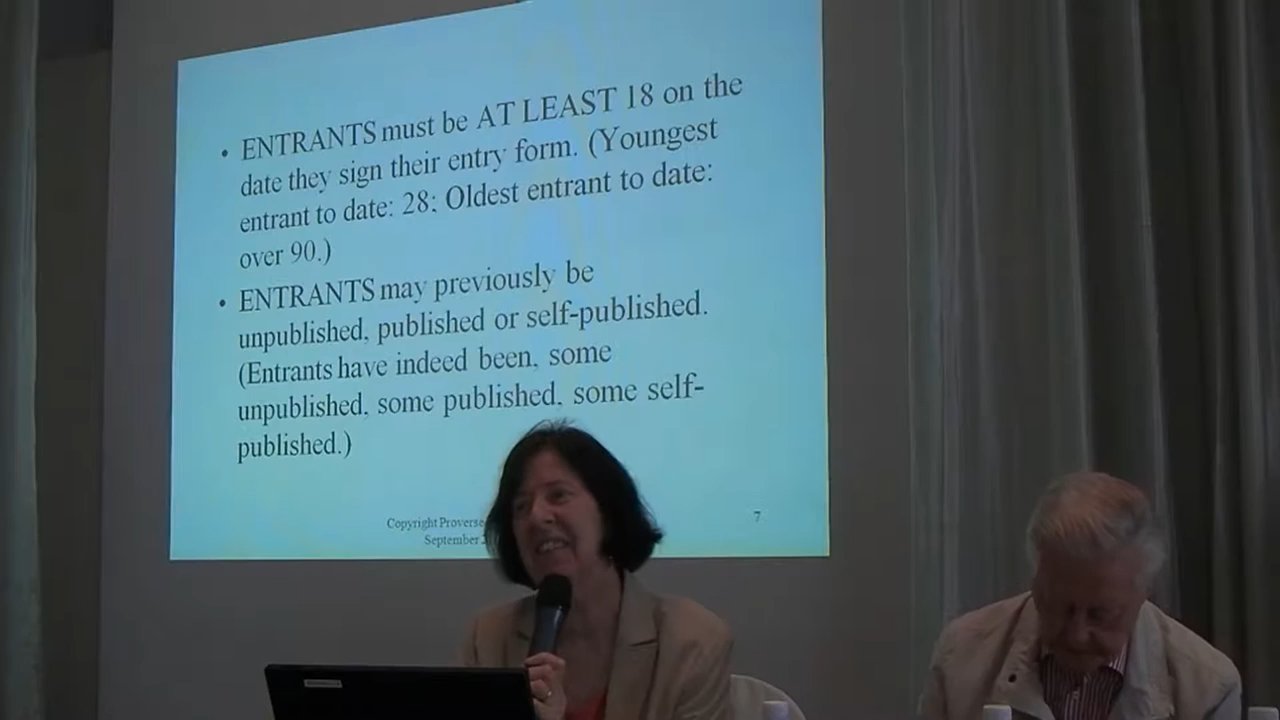 • ENTRANTS must be AT LEAST 18 on the
date they sign their entry form. (Youngest
entrant to date: 28; Oldest entrant to date:
over 90.)
• ENTRANTS may previously be
unpublished, published or self-published.
(Entrants have indeed been, some
unpublished, some published, some self-
published.)
Copyright Proverse
September
7